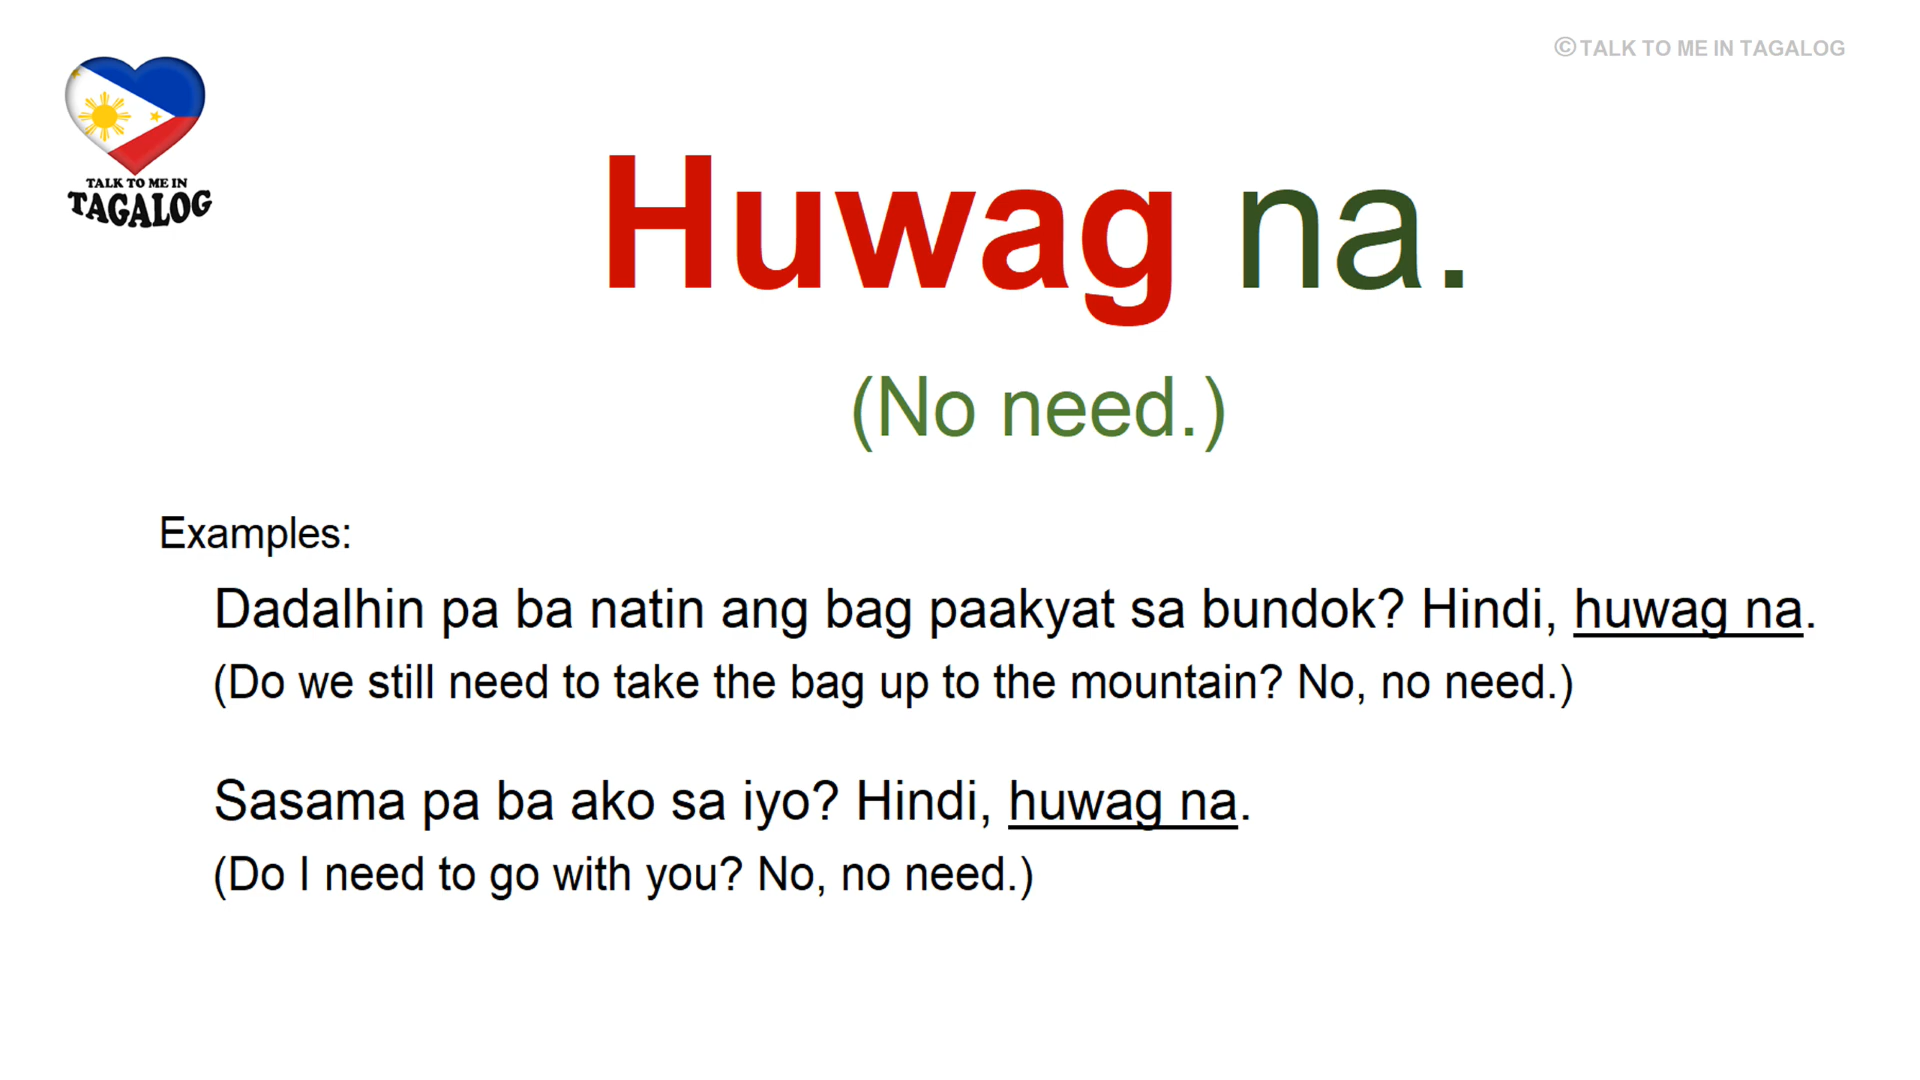 © TALK TO ME IN TAGALOG
TALK TO ME IN
TAGALOG
Huwag na.
(No need.)
Examples:
Dadalhin pa ba natin ang bag paakyat sa bundok? Hindi, huwag na.
(Do we still need to take the bag up to the mountain? No, no need.)
Sasama pa ba ako sa iyo? Hindi, huwag na.
(Do I need to go with you? No, no need.)